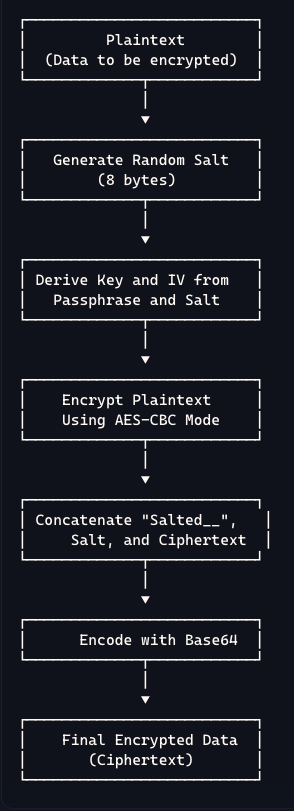 Plaintext
(Data to be encrypted)
Generate Random Salt
(8 bytes)
Derive Key and IV from
Passphrase and Salt
Encrypt Plaintext
Using AES-CBC Mode
Concatenate "Salted__",
Salt, and Ciphertext
Encode with Base64
Final Encrypted Data
(Ciphertext)